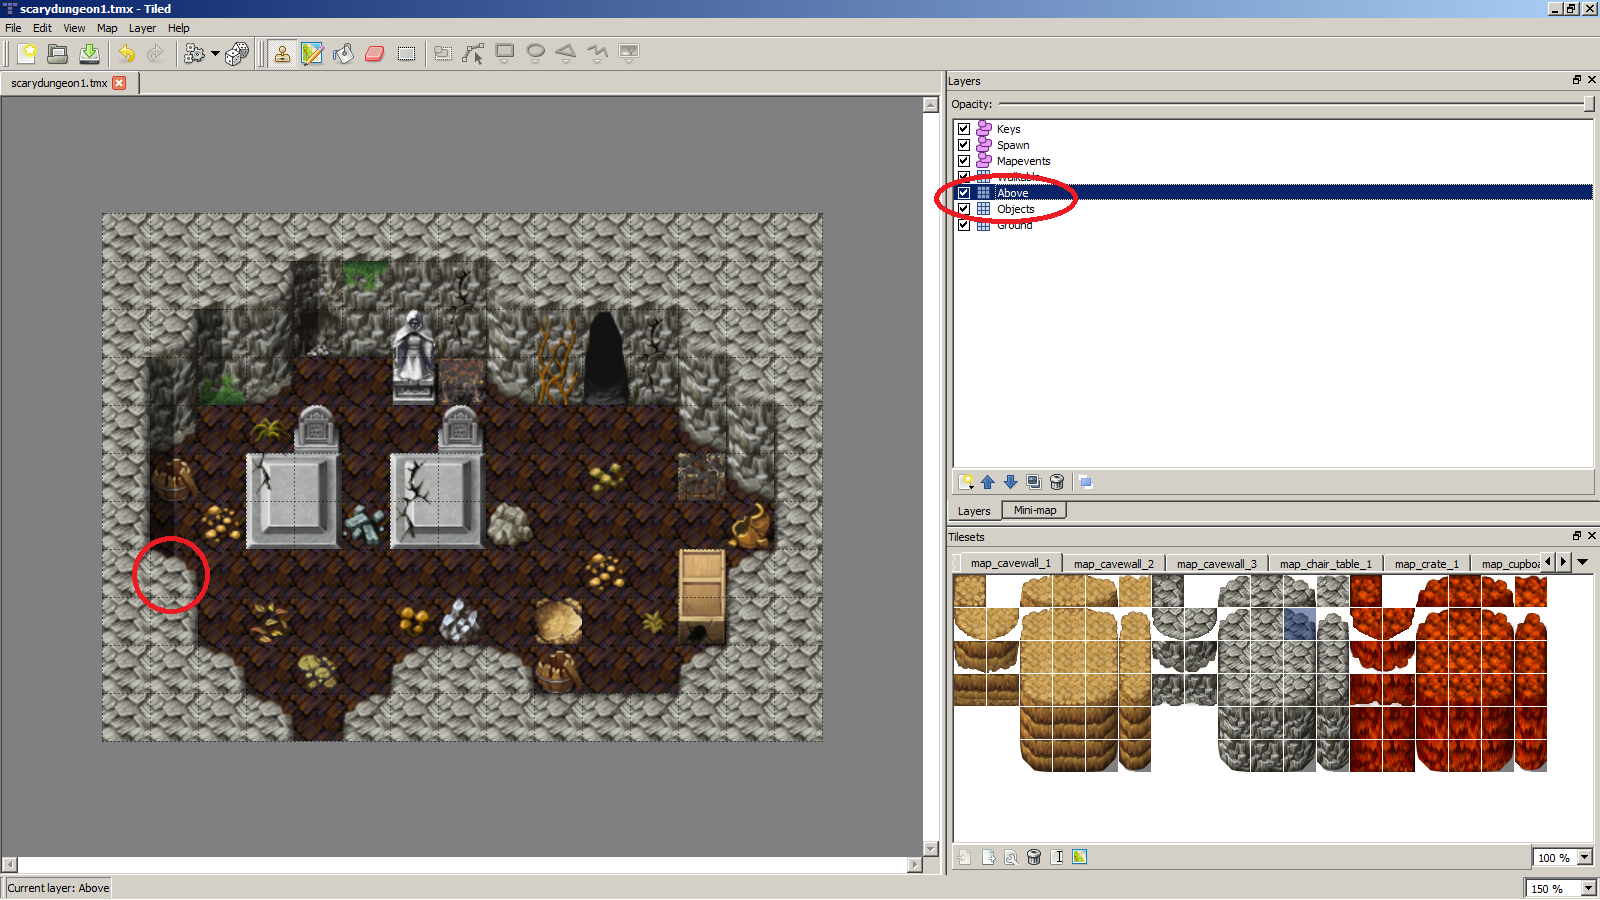 scarydungeon1.tmx - Tiled
File Edit View Map Layer Help
scarydungeon1.tmx
Layers
Opacity:
Keys
Spawn
Mapevents
Walkable
Above
Objects
Ground
Layers Mini-map
Tilesets
map_cavewall_1 map_cavewall_2 map_cavewall_3 map_chair_table_1 map_crate_1 map_cupboa
100 %
Current layer: Above
150 %